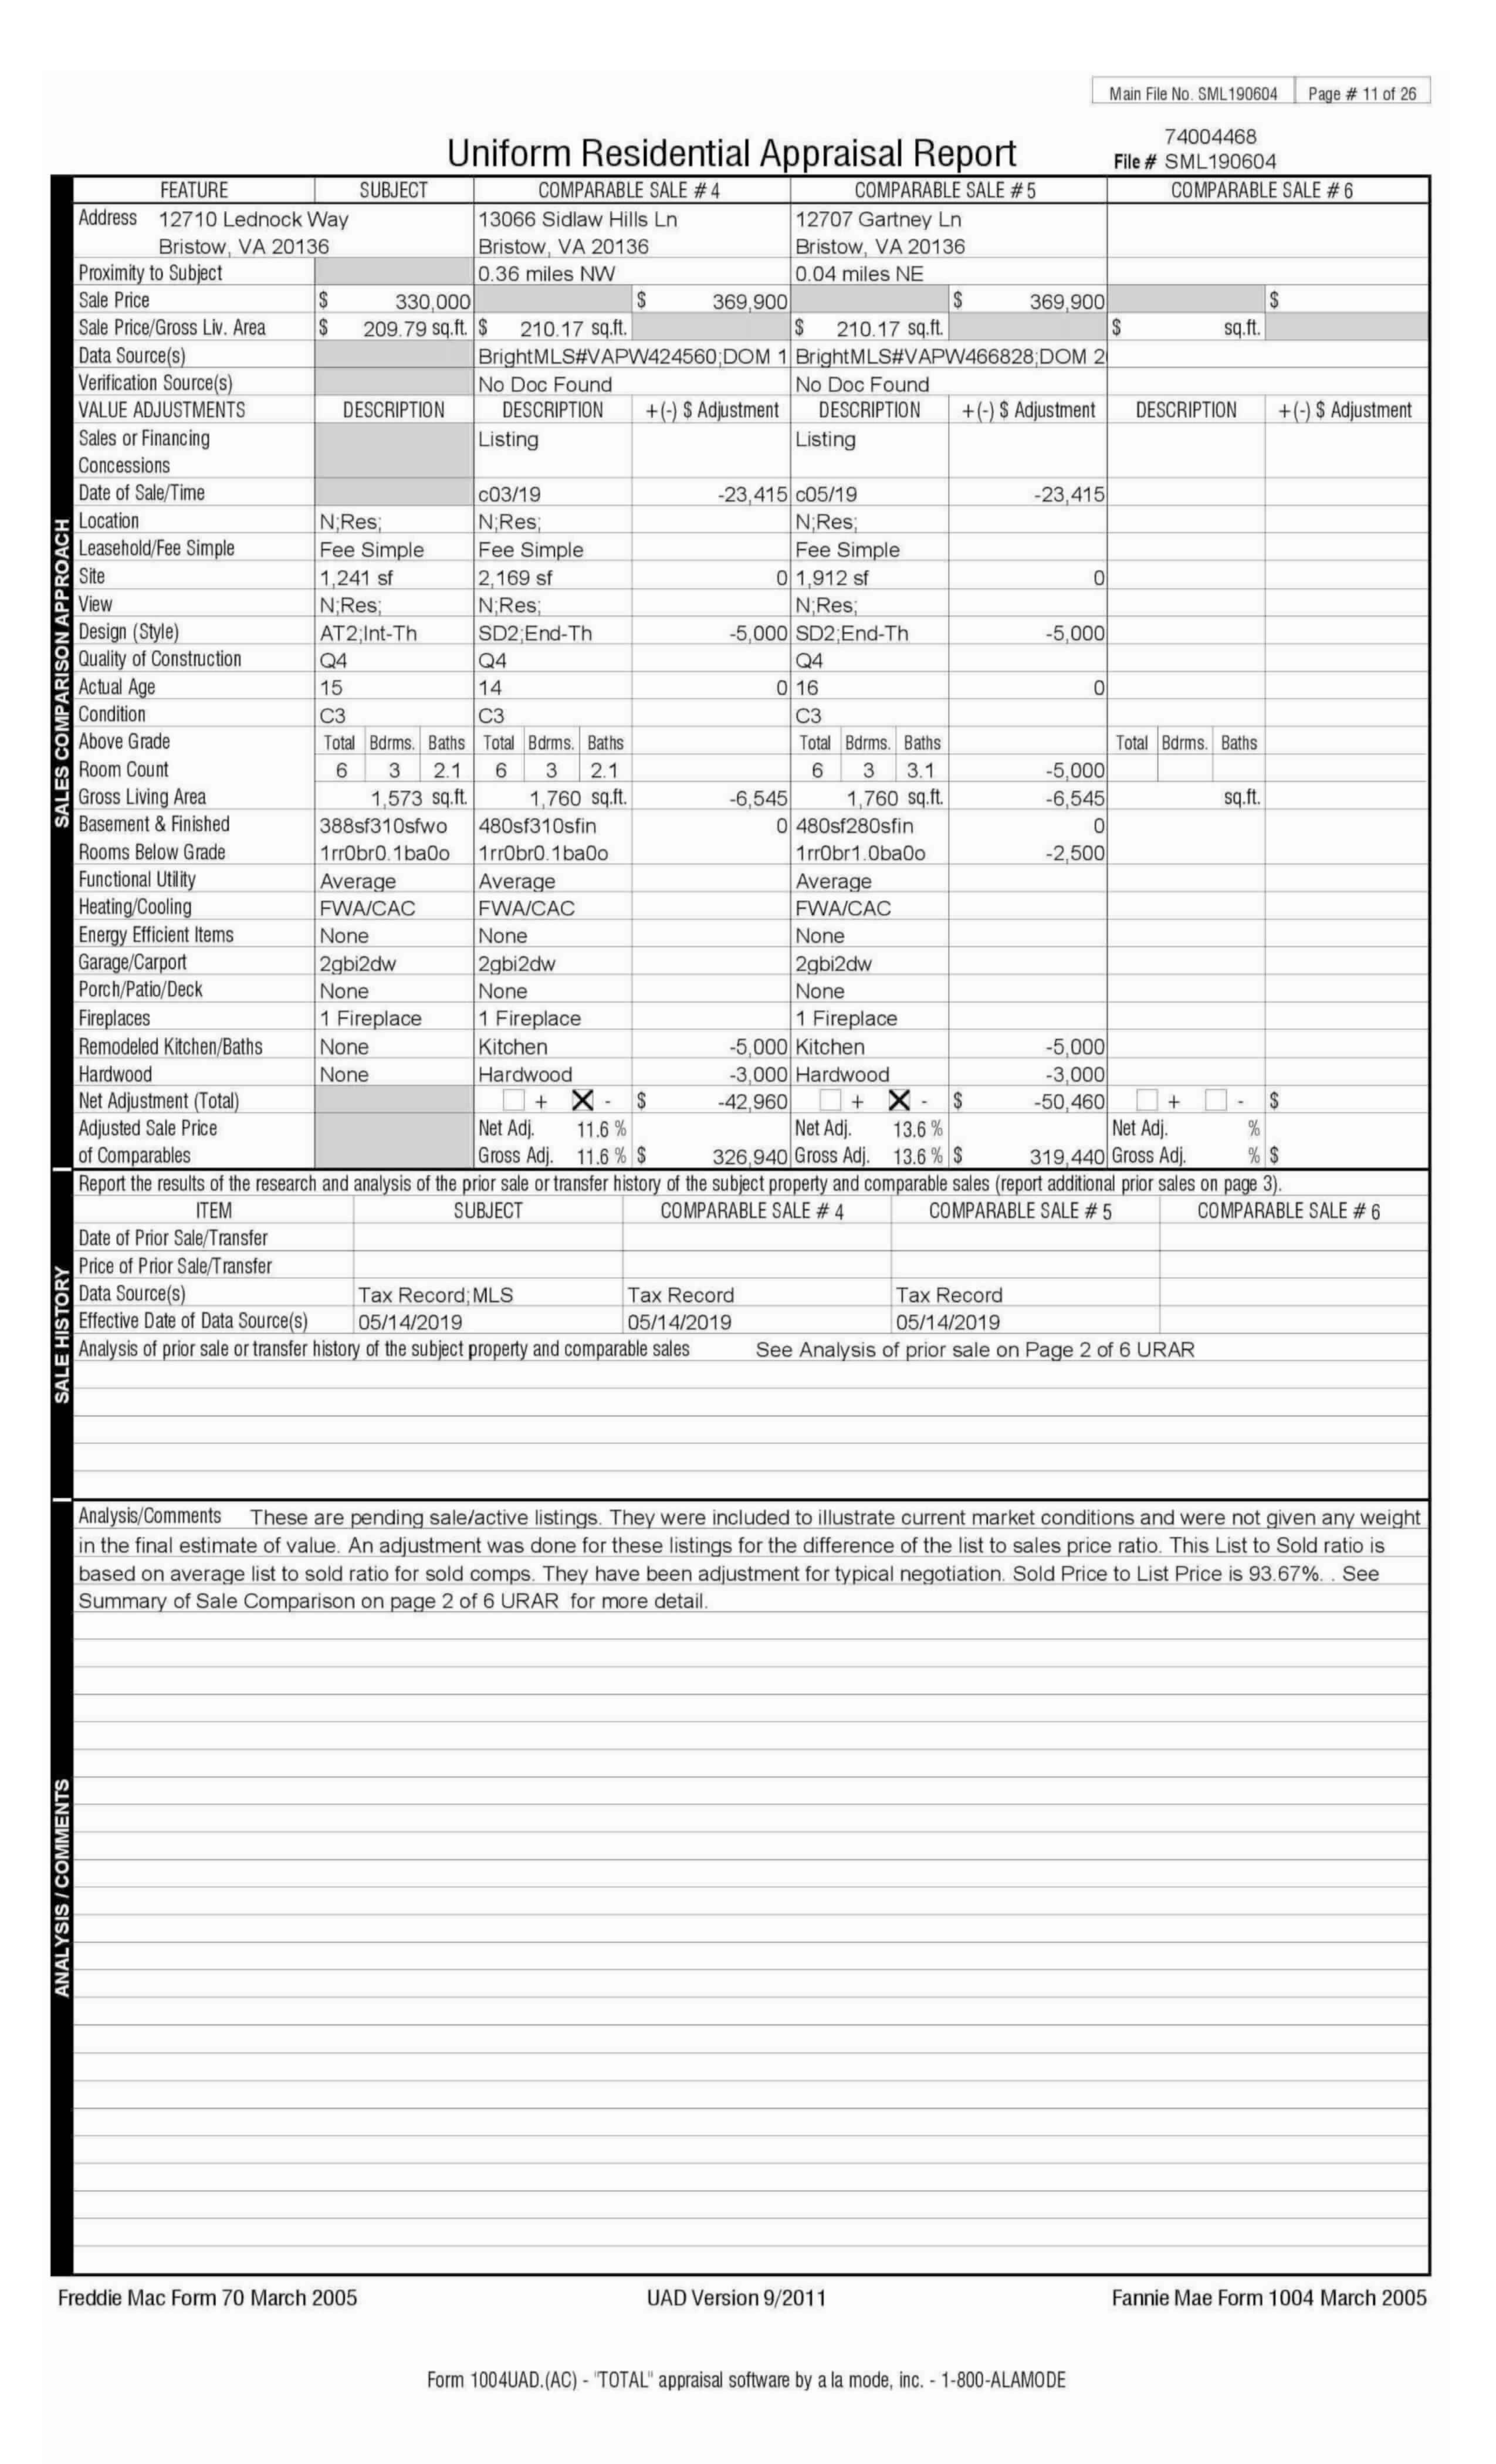 Main File No. SML190604 Page # 11 of 26
74004468
Uniform Residential Appraisal Report File # SML190604
FEATURE SUBJECT COMPARABLE SALE # 4 COMPARABLE SALE # 5 COMPARABLE SALE # 6
Address 12710 Lednock Way 13066 Sidlaw Hills Ln 12707 Gartney Ln
Bristow, VA 20136 Bristow, VA 20136 Bristow, VA 20136
Proximity to Subject 0.36 miles NW 0.04 miles NE
Sale Price $ 330,000 $ 369,900 $ 369,900 $
Sale Price/Gross Liv. Area $ 209.79 sq.ft. $ 210.17 sq.ft. $ 210.17 sq.ft. $ sq.ft.
Data Source(s) BrightMLS#VAPW424560;DOM 1 BrightMLS#VAPW466828;DOM 2
Verification Source(s) No Doc Found No Doc Found
VALUE ADJUSTMENTS DESCRIPTION DESCRIPTION +(-) $ Adjustment DESCRIPTION +(-) $ Adjustment DESCRIPTION +(-) $ Adjustment
Sales or Financing Listing Listing
Concessions
Date of Sale/Time c03/19 -23,415 c05/19 -23,415
Location N;Res; N;Res; N;Res;
Leasehold/Fee Simple Fee Simple Fee Simple Fee Simple
Site 1,241 sf 2,169 sf 0 1,912 sf 0
View N;Res; N;Res; N;Res;
Design (Style) AT2;Int-Th SD2;End-Th -5,000 SD2;End-Th -5,000
Quality of Construction Q4 Q4 Q4
Actual Age 15 14 0 16 0
Condition C3 C3 C3
Above Grade Total Bdrms. Baths Total Bdrms. Baths Total Bdrms. Baths Total Bdrms. Baths
Room Count 6 3 2.1 6 3 2.1 6 3 3.1 -5,000
Gross Living Area 1,573 sq.ft. 1,760 sq.ft. -6,545 1,760 sq.ft. -6,545 sq.ft.
Basement & Finished 388sf310sfwo 480sf310sfin 0 480sf280sfin 0
Rooms Below Grade 1rr0br0.1ba0o 1rr0br0.1ba0o 1rr0br1.0ba0o -2,500
Functional Utility Average Average Average
Heating/Cooling FWA/CAC FWA/CAC FWA/CAC
Energy Efficient Items None None None
Garage/Carport 2gbi2dw 2gbi2dw 2gbi2dw
Porch/Patio/Deck None None None
Fireplaces 1 Fireplace 1 Fireplace 1 Fireplace
Remodeled Kitchen/Baths None Kitchen -5,000 Kitchen -5,000
Hardwood None Hardwood -3,000 Hardwood -3,000
Net Adjustment (Total) + X - $ -42,960 + X - $ -50,460 + - $
Adjusted Sale Price Net Adj. 11.6 % Net Adj. 13.6 % Net Adj. %
of Comparables Gross Adj. 11.6 % $ 326,940 Gross Adj. 13.6 % $ 319,440 Gross Adj. % $
SALES COMPARISON APPROACH
Report the results of the research and analysis of the prior sale or transfer history of the subject property and comparable sales (report additional prior sales on page 3).
ITEM SUBJECT COMPARABLE SALE # 4 COMPARABLE SALE # 5 COMPARABLE SALE # 6
Date of Prior Sale/Transfer
Price of Prior Sale/Transfer
Data Source(s) Tax Record;MLS Tax Record Tax Record
Effective Date of Data Source(s) 05/14/2019 05/14/2019 05/14/2019
Analysis of prior sale or transfer history of the subject property and comparable sales See Analysis of prior sale on Page 2 of 6 URAR
SALE HISTORY
Analysis/Comments These are pending sale/active listings. They were included to illustrate current market conditions and were not given any weight
in the final estimate of value. An adjustment was done for these listings for the difference of the list to sales price ratio. This List to Sold ratio is
based on average list to sold ratio for sold comps. They have been adjustment for typical negotiation. Sold Price to List Price is 93.67%. . See
Summary of Sale Comparison on page 2 of 6 URAR for more detail.
ANALYSIS / COMMENTS
Freddie Mac Form 70 March 2005 UAD Version 9/2011 Fannie Mae Form 1004 March 2005
Form 1004UAD.(AC) - "TOTAL" appraisal software by a la mode, inc. - 1-800-ALAMODE